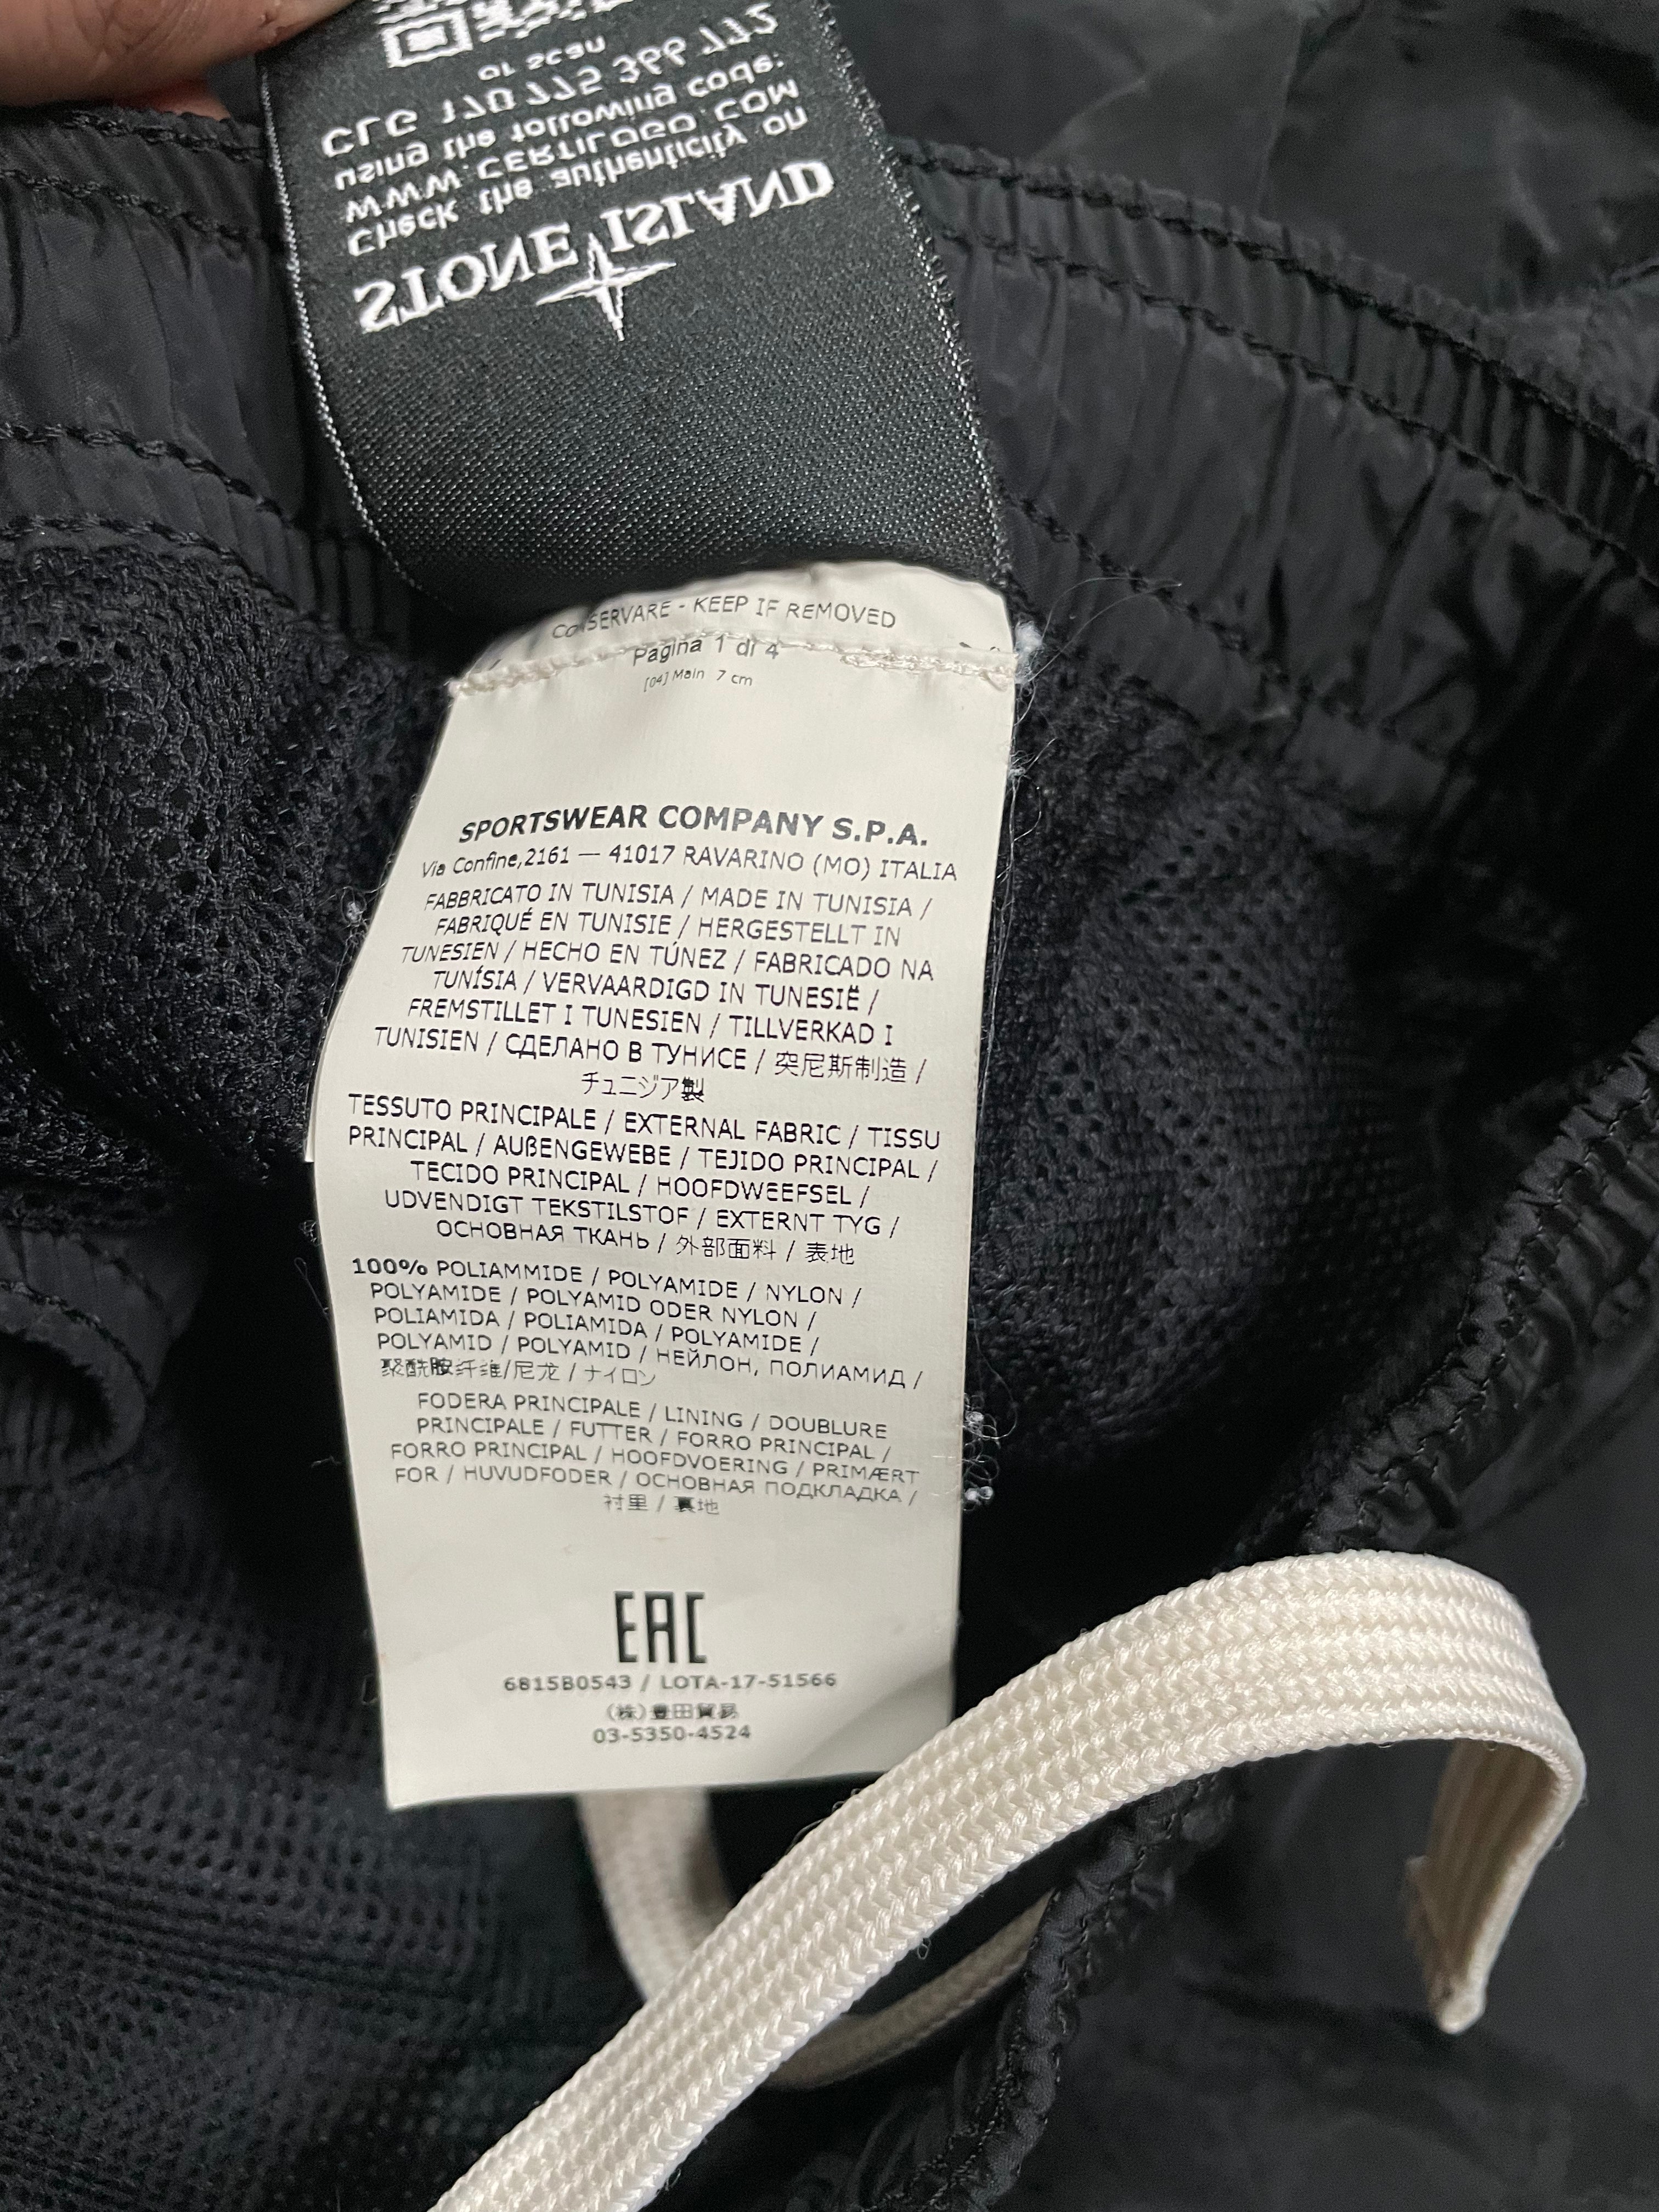 STONE ISLAND
Check the authenticity on
WWW.CERTILOGO.COM
using the following code:
CLG 170 775 366 772
or scan
CONSERVARE - KEEP IF REMOVED
Pagina 1 di 4
[04] Main 7 cm
SPORTSWEAR COMPANY S.P.A.
Via Confine,2161 — 41017 RAVARINO (MO) ITALIA
FABBRICATO IN TUNISIA / MADE IN TUNISIA /
FABRIQUÉ EN TUNISIE / HERGESTELLT IN
TUNESIEN / HECHO EN TÚNEZ / FABRICADO NA
TUNÍSIA / VERVAARDIGD IN TUNESIË /
FREMSTILLET I TUNESIEN / TILLVERKAD I
TUNISIEN / СДЕЛАНО В ТУНИСЕ / 突尼斯制造 /
チュニジア製
TESSUTO PRINCIPALE / EXTERNAL FABRIC / TISSU
PRINCIPAL / AUßENGEWEBE / TEJIDO PRINCIPAL /
TECIDO PRINCIPAL / HOOFDWEEFSEL /
UDVENDIGT TEKSTILSTOF / EXTERNT TYG /
ОСНОВНАЯ ТКАНЬ / 外部面料 / 表地
100% POLIAMMIDE / POLYAMIDE / NYLON /
POLYAMIDE / POLYAMID ODER NYLON /
POLIAMIDA / POLIAMIDA / POLYAMIDE /
POLYAMID / POLYAMID / НЕЙЛОН, ПОЛИАМИД /
聚酰胺纤维/尼龙 / ナイロン
FODERA PRINCIPALE / LINING / DOUBLURE
PRINCIPALE / FUTTER / FORRO PRINCIPAL /
FORRO PRINCIPAL / HOOFDVOERING / PRIMÆRT
FOR / HUVUDFODER / ОСНОВНАЯ ПОДКЛАДКА /
衬里 / 裏地
EAC
6815B0543 / LOTA-17-51566
(株)豊田貿易
03-5350-4524